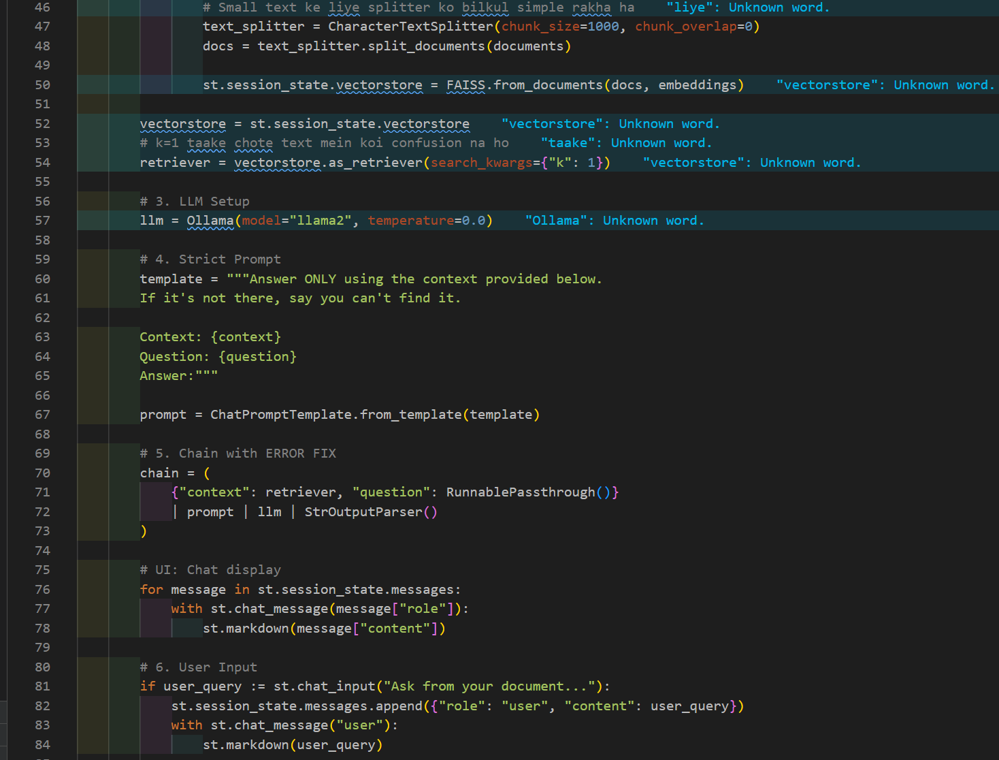 46 # Small text ke liye splitter ko bilkul simple rakha ha "liye": Unknown word.
47 text_splitter = CharacterTextSplitter(chunk_size=1000, chunk_overlap=0)
48 docs = text_splitter.split_documents(documents)
49
50 st.session_state.vectorstore = FAISS.from_documents(docs, embeddings) "vectorstore": Unknown word.
51
52 vectorstore = st.session_state.vectorstore "vectorstore": Unknown word.
53 # k=1 taake chote text mein koi confusion na ho "taake": Unknown word.
54 retriever = vectorstore.as_retriever(search_kwargs={"k": 1}) "vectorstore": Unknown word.
55
56 # 3. LLM Setup
57 llm = Ollama(model="llama2", temperature=0.0) "Ollama": Unknown word.
58
59 # 4. Strict Prompt
60 template = """Answer ONLY using the context provided below.
61 If it's not there, say you can't find it.
62
63 Context: {context}
64 Question: {question}
65 Answer:"""
66
67 prompt = ChatPromptTemplate.from_template(template)
68
69 # 5. Chain with ERROR FIX
70 chain = (
71 {"context": retriever, "question": RunnablePassthrough()}
72 | prompt | llm | StrOutputParser()
73 )
74
75 # UI: Chat display
76 for message in st.session_state.messages:
77 with st.chat_message(message["role"]):
78 st.markdown(message["content"])
79
80 # 6. User Input
81 if user_query := st.chat_input("Ask from your document..."):
82 st.session_state.messages.append({"role": "user", "content": user_query})
83 with st.chat_message("user"):
84 st.markdown(user_query)